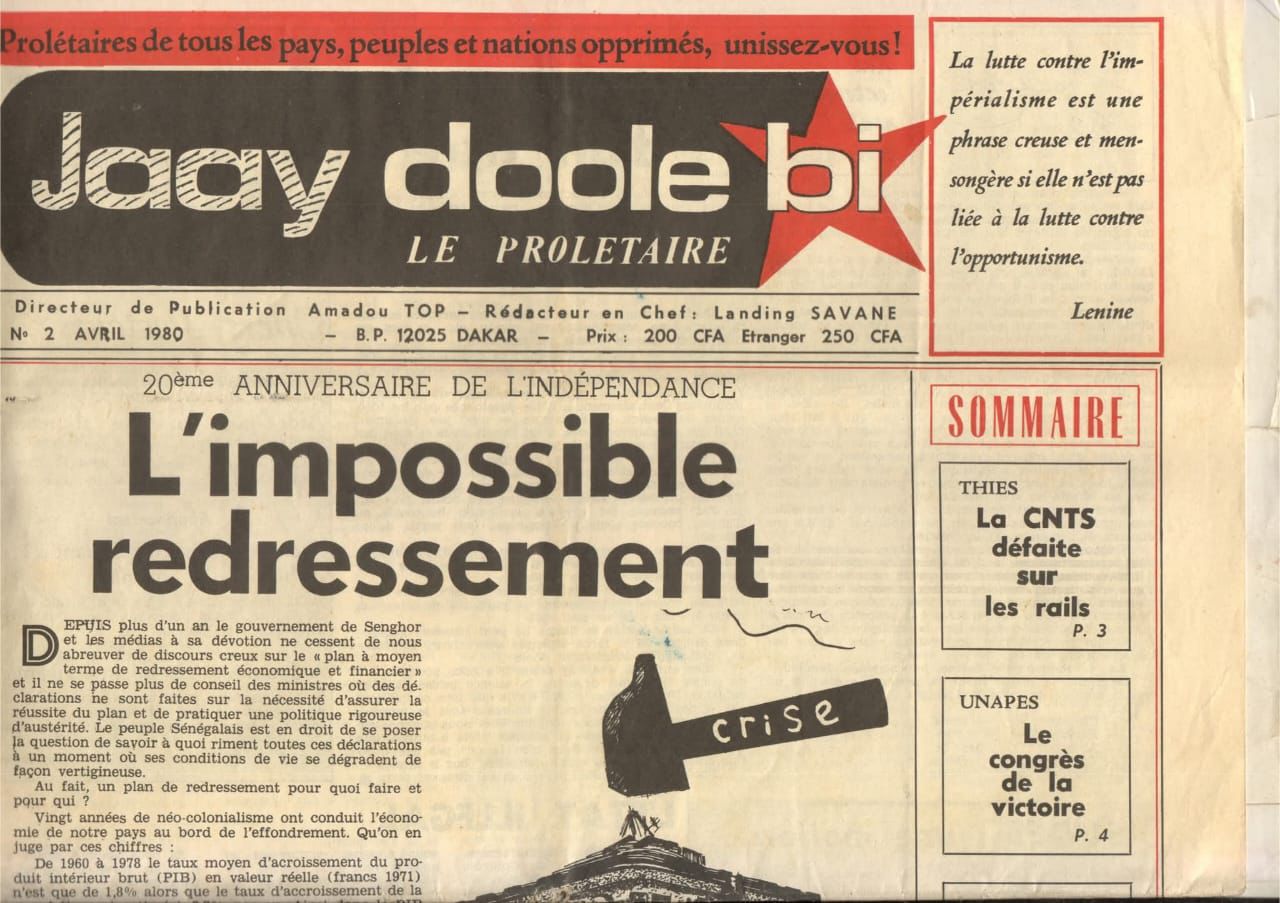 Prolétaires de tous les pays, peuples et nations opprimés, unissez-vous!
Jaay doole bi
LE PROLETAIRE
La lutte contre l'im-
périalisme est une
phrase creuse et men-
songère si elle n'est pas
liée à la lutte contre
l'opportunisme.
Lenine
Directeur de Publication Amadou TOP – Rédacteur en Chef: Landing SAVANE
No 2 AVRIL 1980 – B.P. 12025 DAKAR – Prix: 200 CFA Etranger 250 CFA
20ème ANNIVERSAIRE DE L'INDÉPENDANCE
L'impossible
redressement
DEPUIS plus d'un an le gouvernement de Senghor
et les médias à sa dévotion ne cessent de nous
abreuver de discours creux sur le « plan à moyen
terme de redressement économique et financier»
et il ne se passe plus de conseil des ministres où des dé.
clarations ne sont faites sur la nécessité d'assurer la
réussite du plan et de pratiquer une politique rigoureuse
d'austérité. Le peuple Sénégalais est en droit de se poser
la question de savoir à quoi riment toutes ces déclarations
à un moment où ses conditions de vie se dégradent de
façon vertigineuse.
Au fait, un plan de redressement pour quoi faire et
pour qui ?
Vingt années de néo-colonialisme ont conduit l'écono-
mie de notre pays au bord de l'effondrement. Qu'on en
juge par ces chiffres :
De 1960 à 1978 le taux moyen d'acroissement du pro-
duit intérieur brut (PIB) en valeur réelle (francs 1971)
n'est que de 1,8% alors que le taux d'accroissement de la
crise
SOMMAIRE
THIES
La CNTS
défaite
sur
les rails
P. 3
UNAPES
Le
congrès
de la
victoire
P. 4